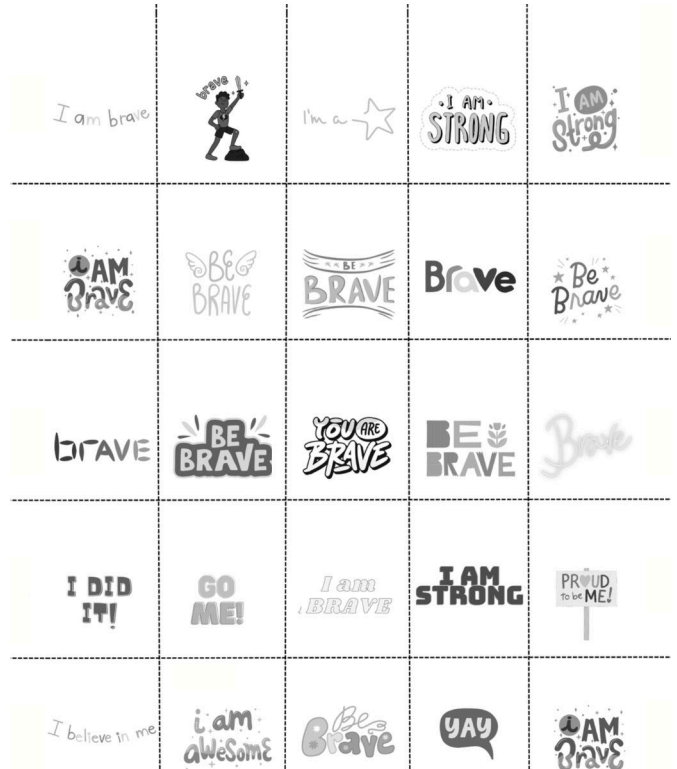 I am brave
brave
I'm a
I AM
STRONG
I AM
Strong
i AM
BravE
BE
BRAVE
BE
BRAVE
Brave
Be
Brave
brAVE
BE
BRAVE
YOU ARE
BRAVE
BE
BRAVE
Brave
I DID
IT!
GO
ME!
I am
BRAVE
I AM
STRONG
PROUD
to be ME!
I believe in me
i am
aWeSomE
Be
Brave
YAY
i AM
BravE